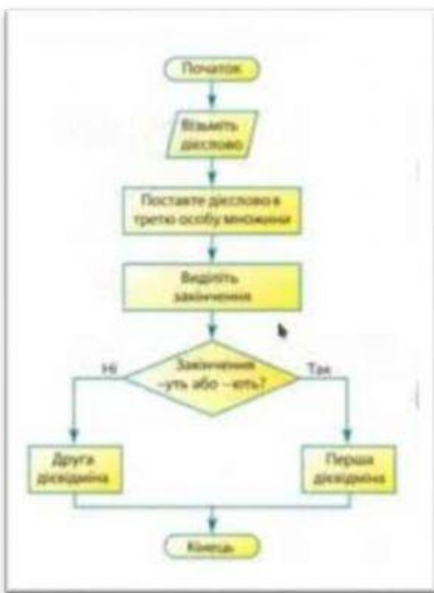 Початок
Візьміть
дієслово
Поставте дієслово в
третю особу множини
Виділіть
закінчення
Закінчення
–уть або –ють?
Ні
Так
Друга
дієвідміна
Перша
дієвідміна
Кінець